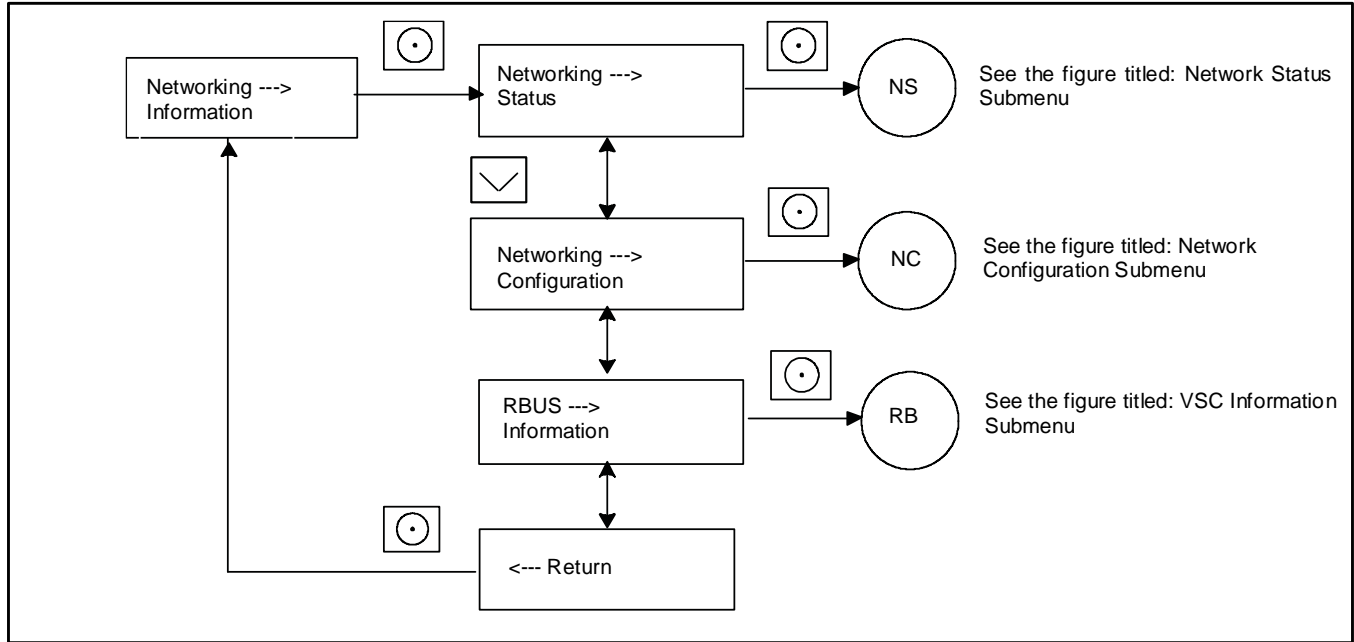 Networking --->
Information
Networking --->
Status
NS
See the figure titled: Network Status
Submenu
Networking --->
Configuration
NC
See the figure titled: Network
Configuration Submenu
RBUS --->
Information
RB
See the figure titled: VSC Information
Submenu
<--- Return